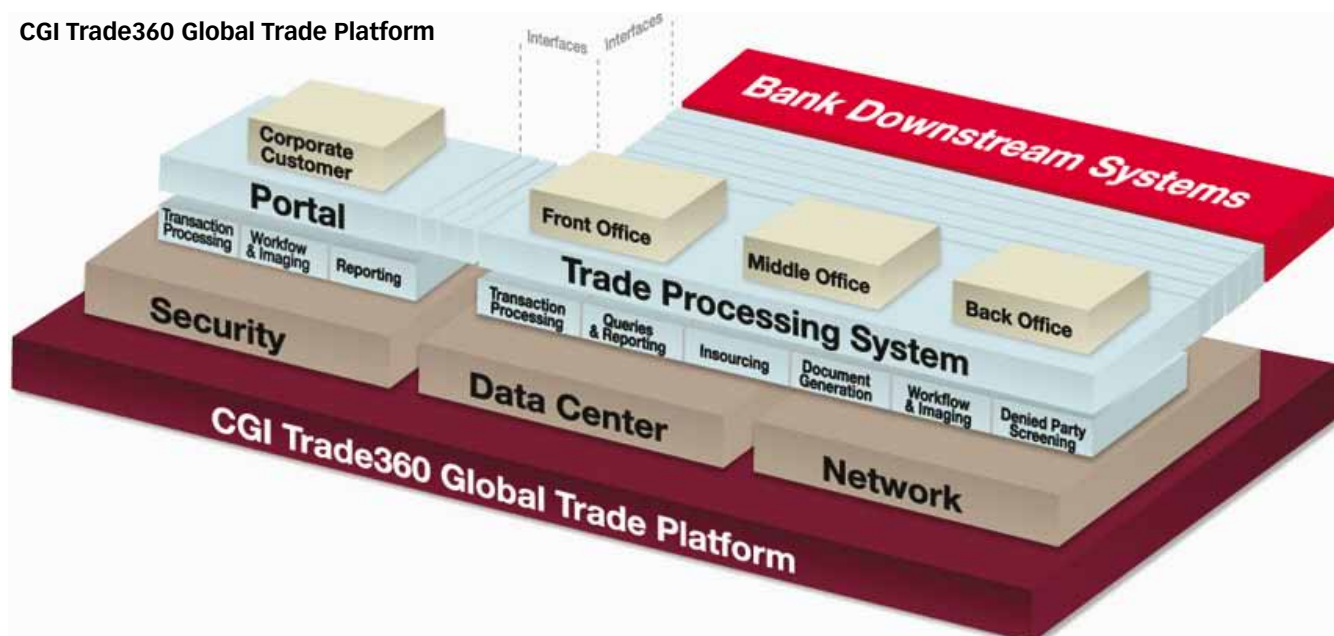 CGI Trade360 Global Trade Platform
Interfaces
Interfaces
Bank Downstream Systems
Corporate
Customer
Portal
Transaction
Processing
Workfow
& Imaging
Reporting
Front Office
Middle Office
Back Office
Trade Processing System
Transaction
Processing
Queries
& Reporting
Insourcing
Document
Generation
Workfow
& Imaging
Denied Party
Screening
Security
Data Center
Network
CGI Trade360 Global Trade Platform